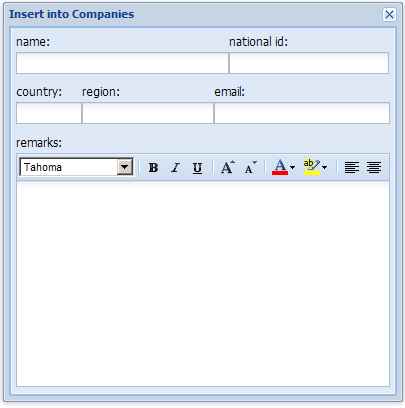 Insert into Companies
name: national id:
country: region: email:
remarks:
Tahoma B I U A A A ab